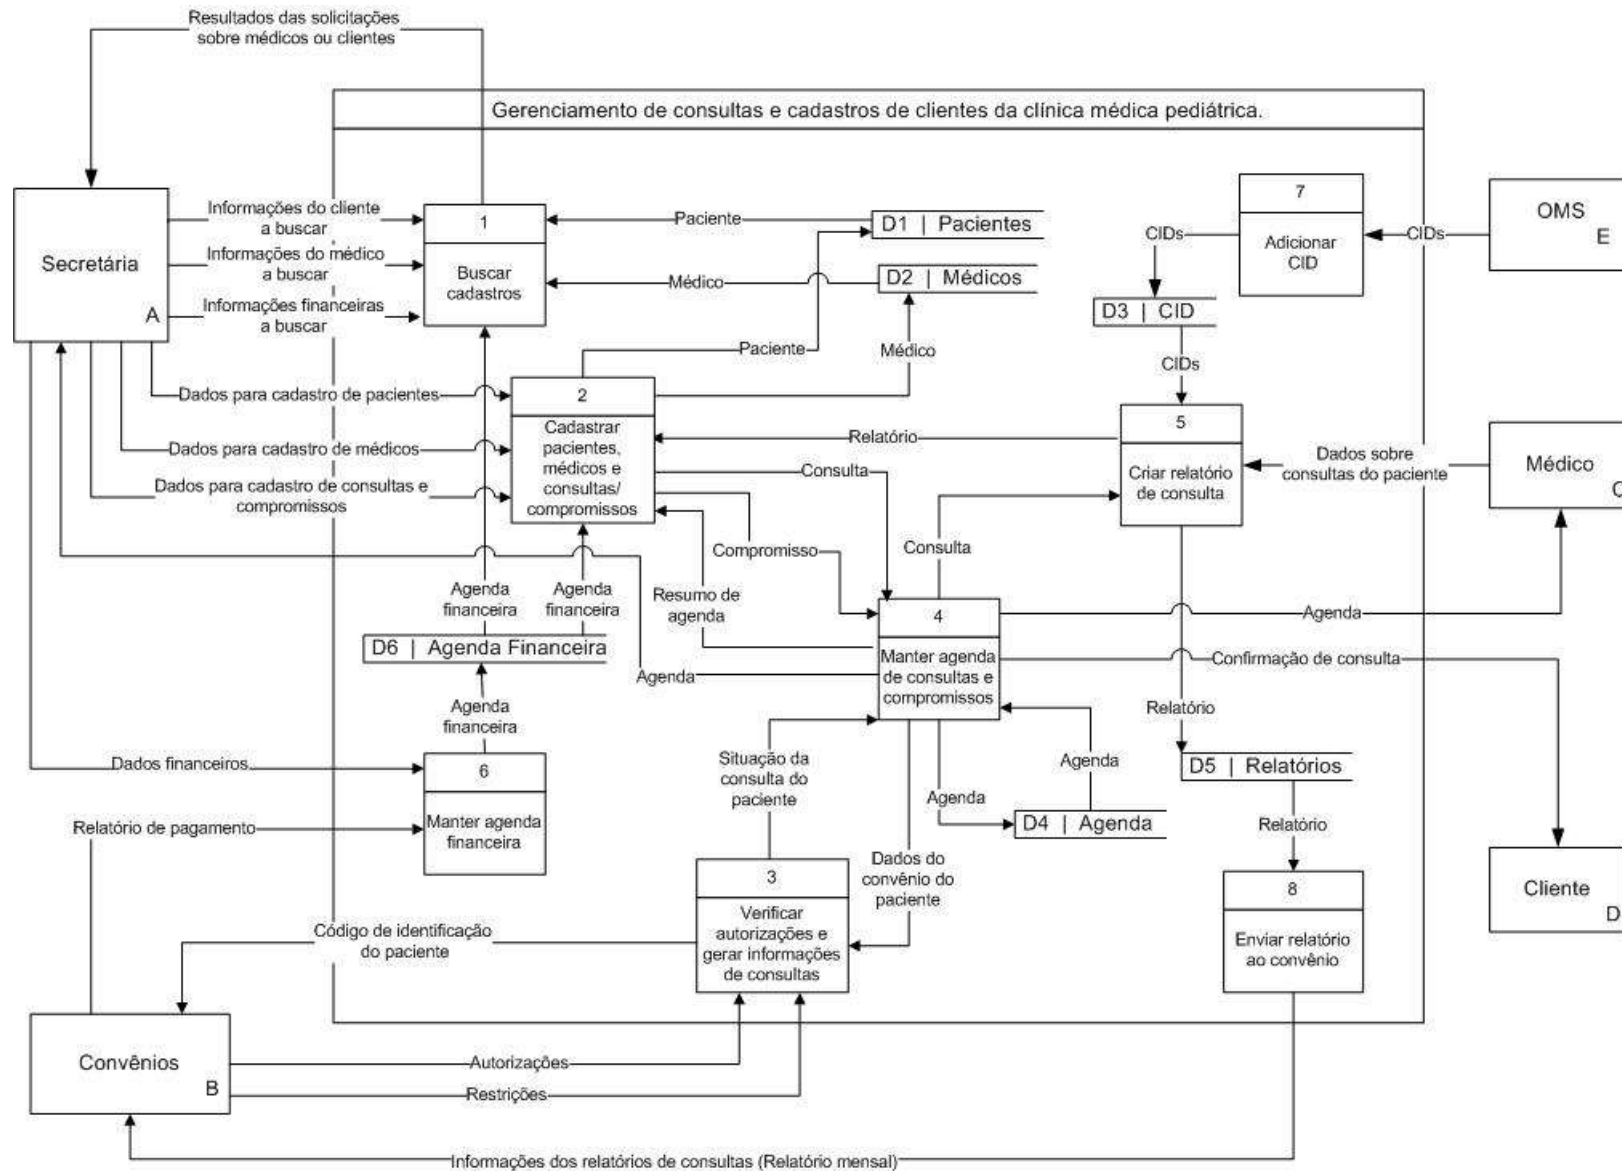 Resultados das solicitações
sobre médicos ou clientes
Gerenciamento de consultas e cadastros de clientes da clínica médica pediátrica.
Secretária
A
Informações do cliente
a buscar
Informações do médico
a buscar
Informações financeiras
a buscar
1
Buscar
cadastros
Paciente
D1 | Pacientes
Médico
D2 | Médicos
7
Adicionar
CID
CIDs
CIDs
OMS
E
D3 | CID
CIDs
Paciente
Médico
Dados para cadastro de pacientes
Dados para cadastro de médicos
Dados para cadastro de consultas e
compromissos
2
Cadastrar
pacientes,
médicos e
consultas/
compromissos
Relatório
Consulta
Compromisso
Resumo de
agenda
5
Criar relatório
de consulta
Dados sobre
consultas do paciente
Médico
C
Consulta
Agenda
financeira
Agenda
financeira
D6 | Agenda Financeira
Agenda
financeira
Agenda
4
Manter agenda
de consultas e
compromissos
Agenda
Confirmação de consulta
Relatório
Dados financeiros
Relatório de pagamento
6
Manter agenda
financeira
Situação da
consulta do
paciente
Agenda
Agenda
D4 | Agenda
D5 | Relatórios
Relatório
Dados do
convênio do
paciente
3
Verificar
autorizações e
gerar informações
de consultas
8
Enviar relatório
ao convênio
Cliente
D
Código de identificação
do paciente
Convênios
B
Autorizações
Restrições
Informações dos relatórios de consultas (Relatório mensal)